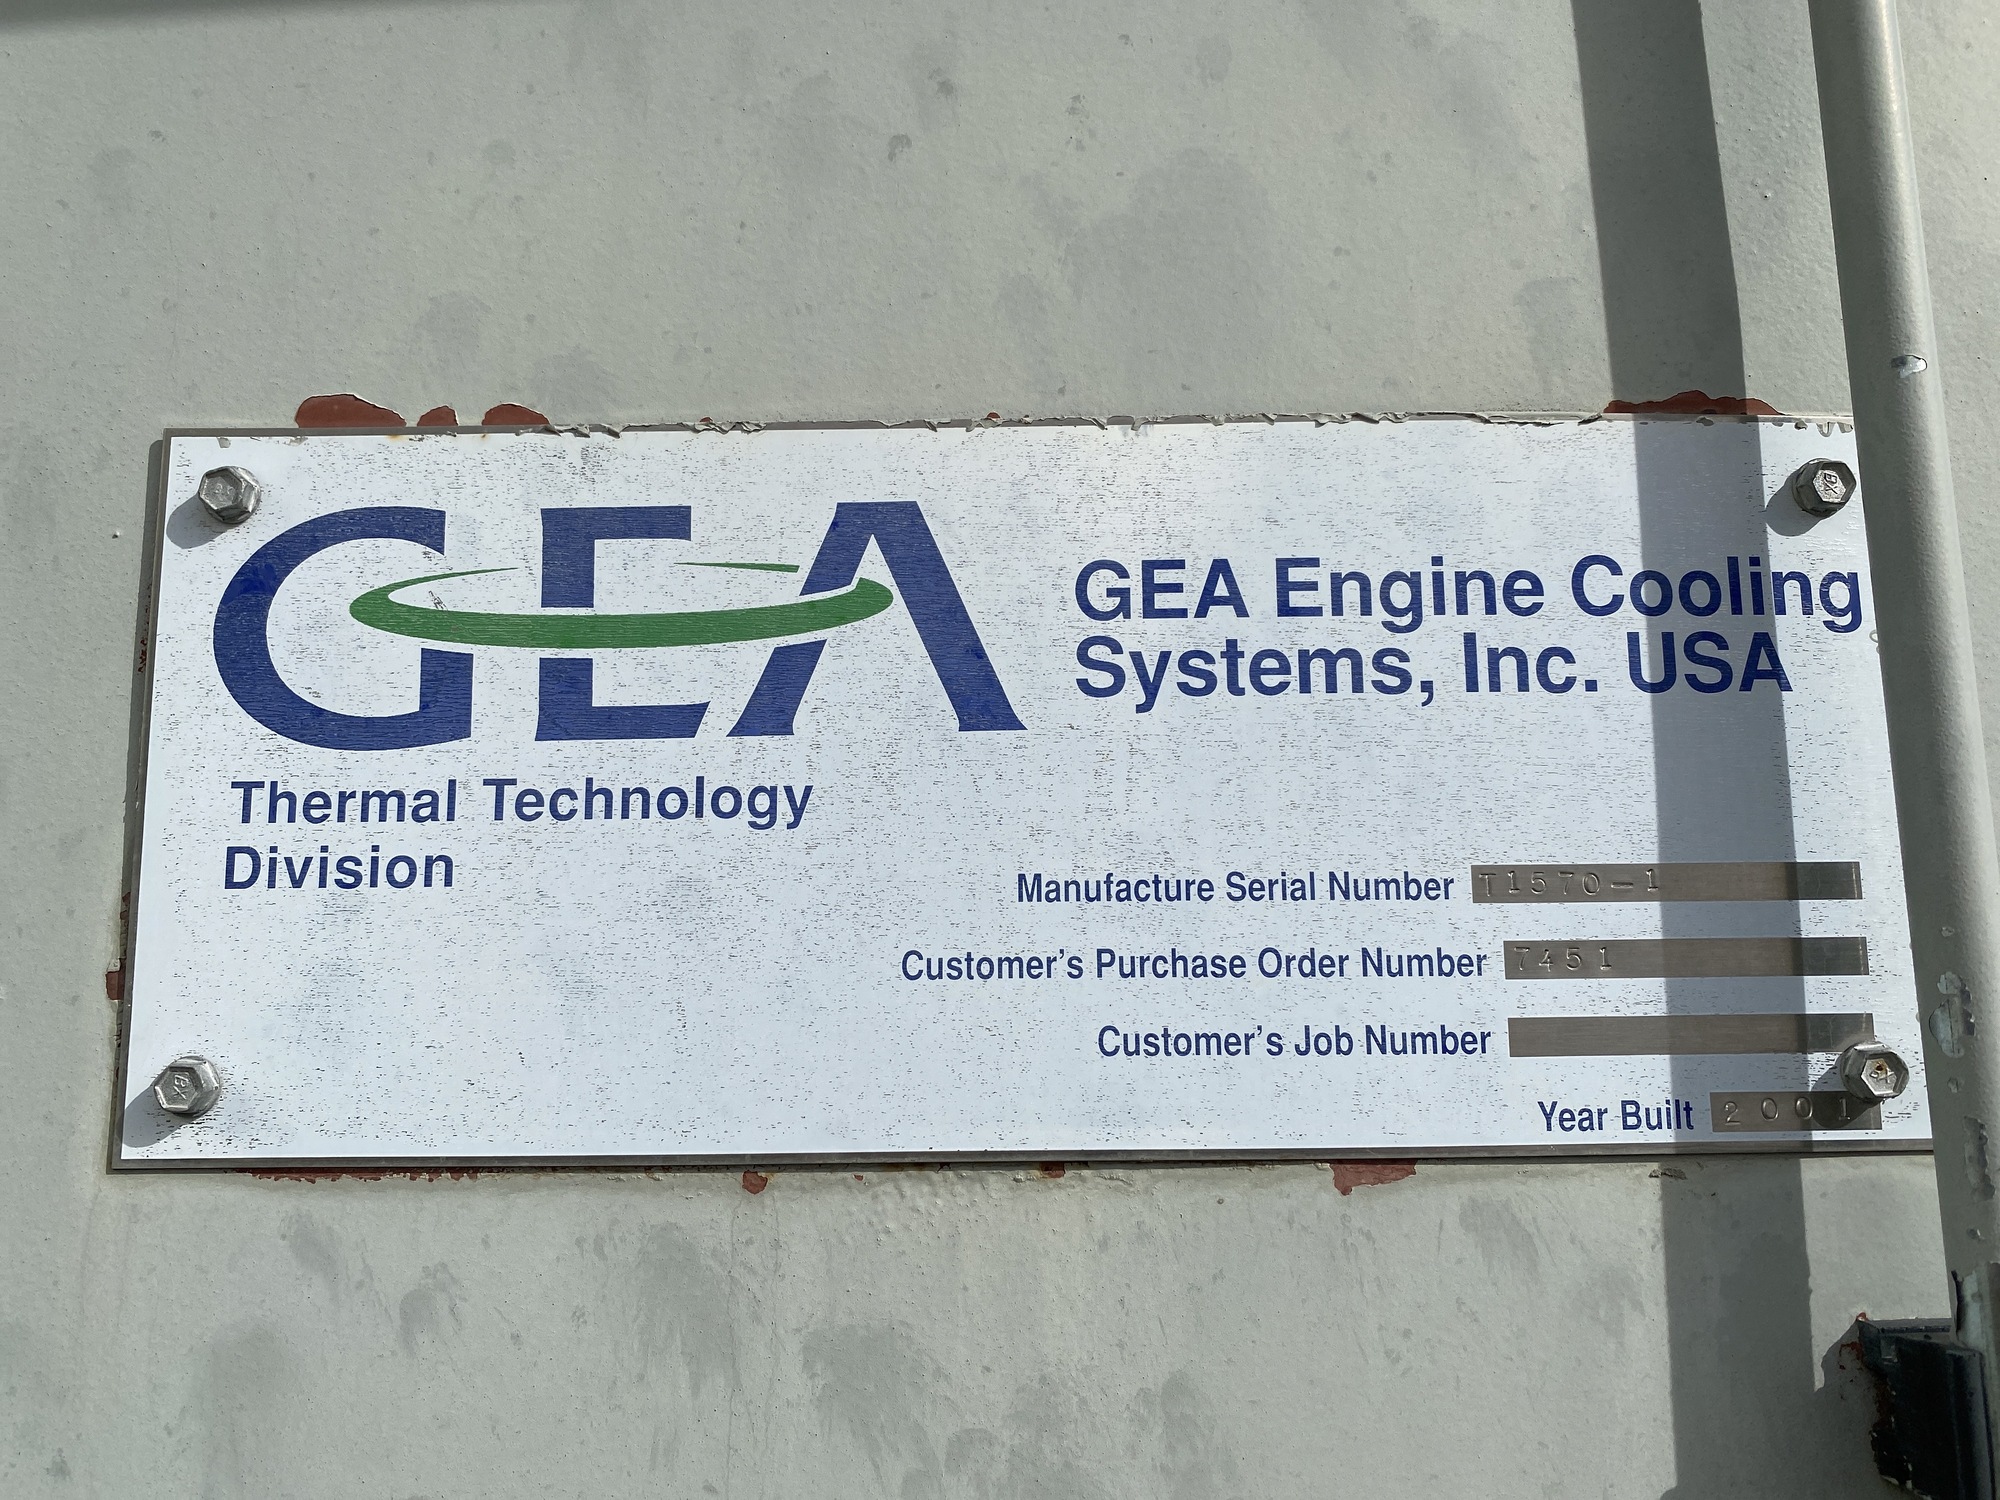 GEA
GEA Engine Cooling
Systems, Inc. USA
Thermal Technology
Division
Manufacture Serial Number T1570-1
Customer's Purchase Order Number 7451
Customer's Job Number
Year Built 2001